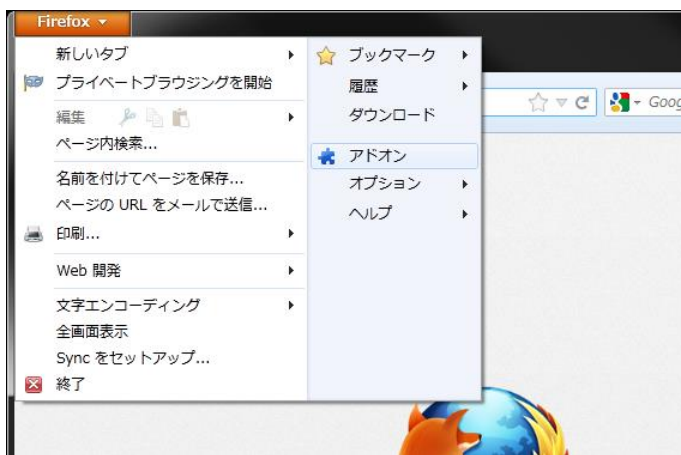 Firefox
新しいタブ
プライベートブラウジングを開始
編集
ページ内検索...
名前を付けてページを保存...
ページの URL をメールで送信...
印刷...
Web 開発
文字エンコーディング
全画面表示
Sync をセットアップ...
終了
ブックマーク
履歴
ダウンロード
アドオン
オプション
ヘルプ
Goog